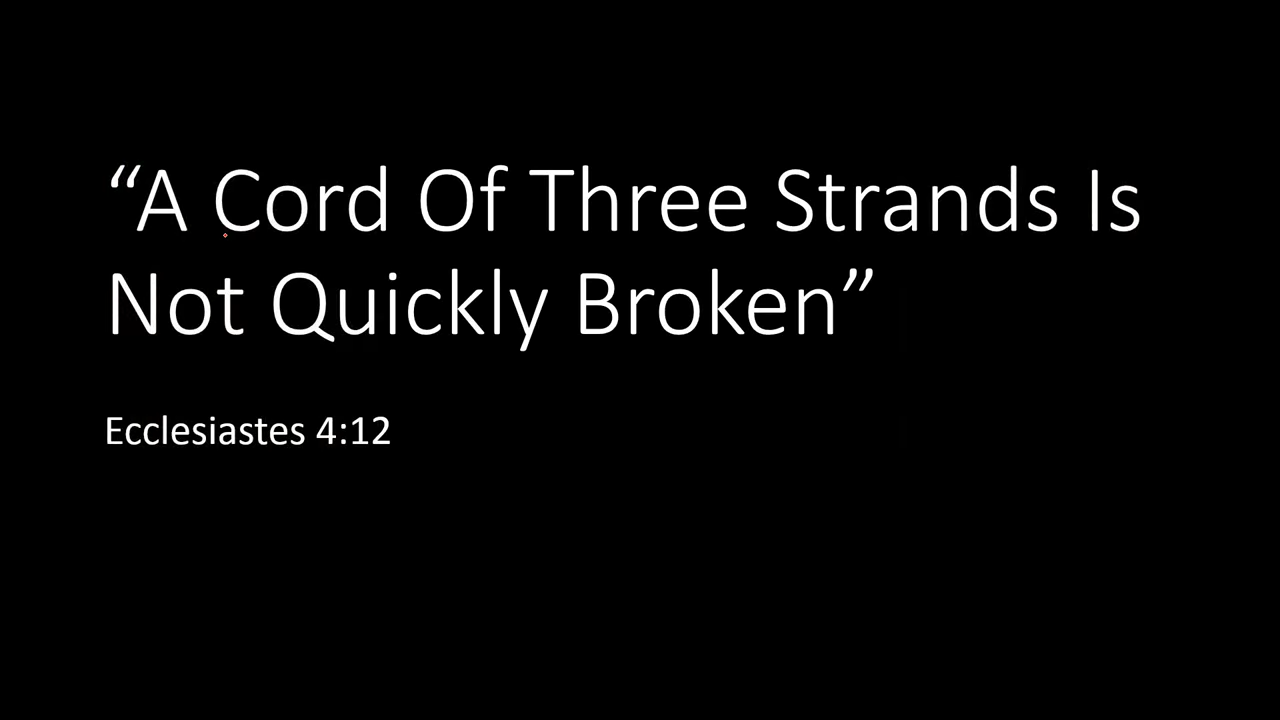 “A Cord Of Three Strands Is
Not Quickly Broken”
Ecclesiastes 4:12